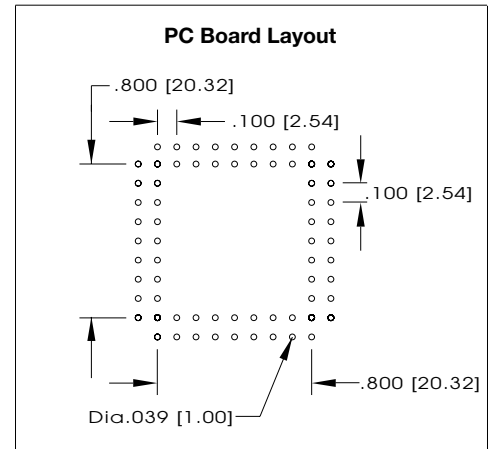 PC Board Layout
.800 [20.32]
.100 [2.54]
.100 [2.54]
.800 [20.32]
Dia.039 [1.00]